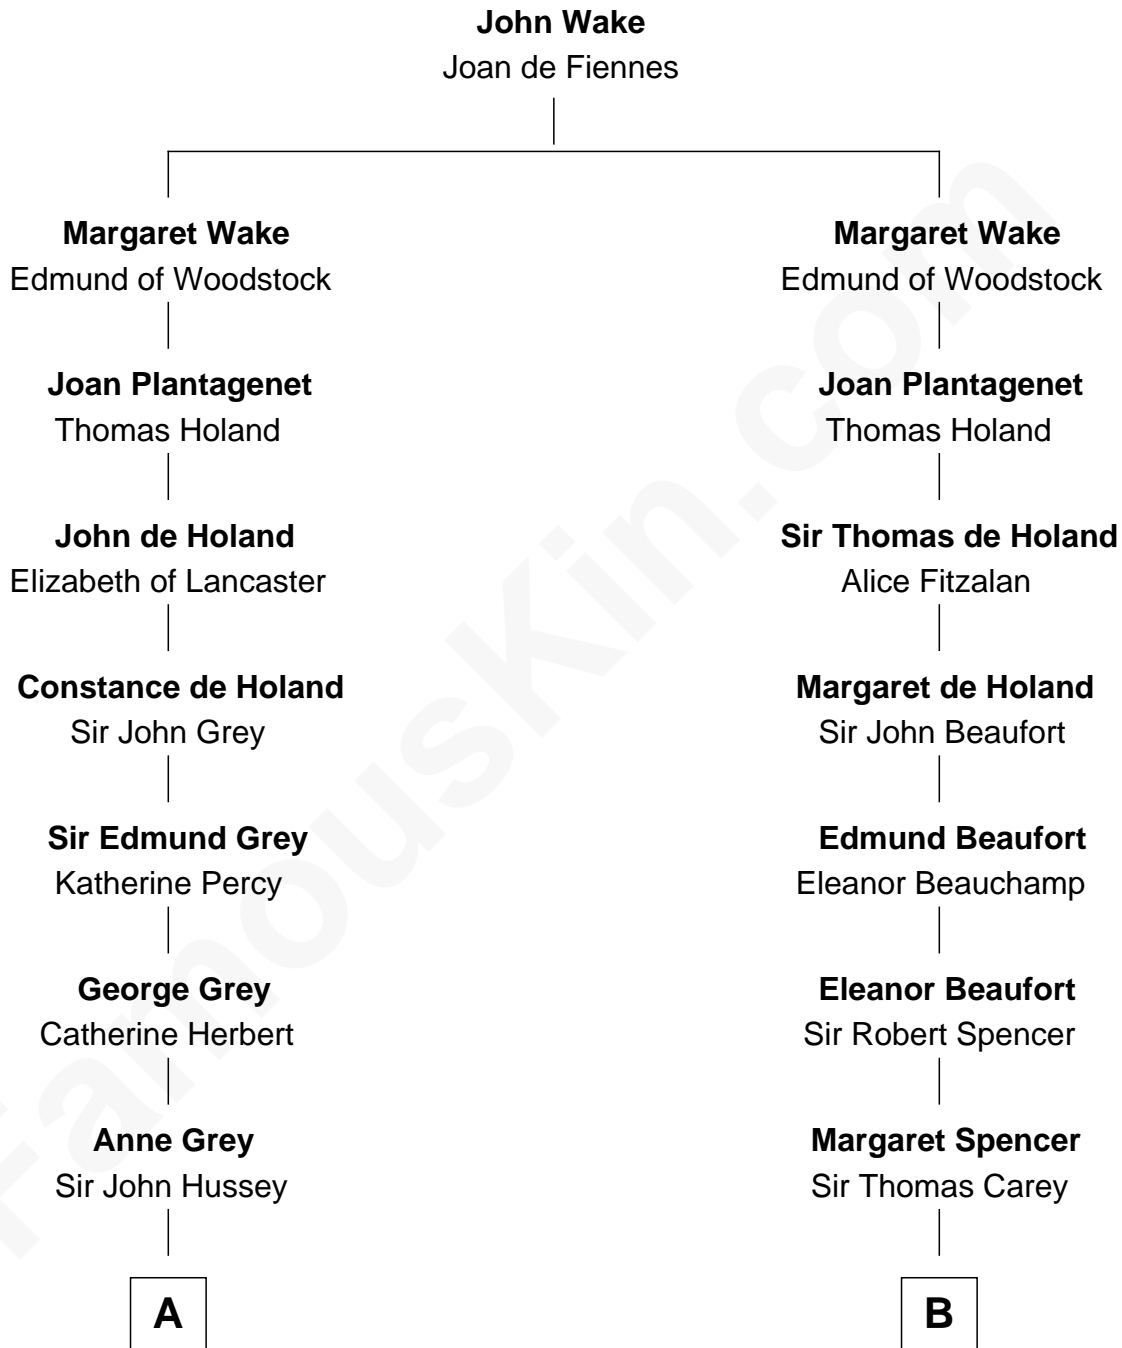 John Wake
Joan de Fiennes
Margaret Wake
Edmund of Woodstock
Margaret Wake
Edmund of Woodstock
Joan Plantagenet
Thomas Holand
Joan Plantagenet
Thomas Holand
John de Holand
Elizabeth of Lancaster
Sir Thomas de Holand
Alice Fitzalan
Constance de Holand
Sir John Grey
Margaret de Holand
Sir John Beaufort
Sir Edmund Grey
Katherine Percy
Edmund Beaufort
Eleanor Beauchamp
George Grey
Catherine Herbert
Eleanor Beaufort
Sir Robert Spencer
Anne Grey
Sir John Hussey
Margaret Spencer
Sir Thomas Carey
A
B
FamousKin.com